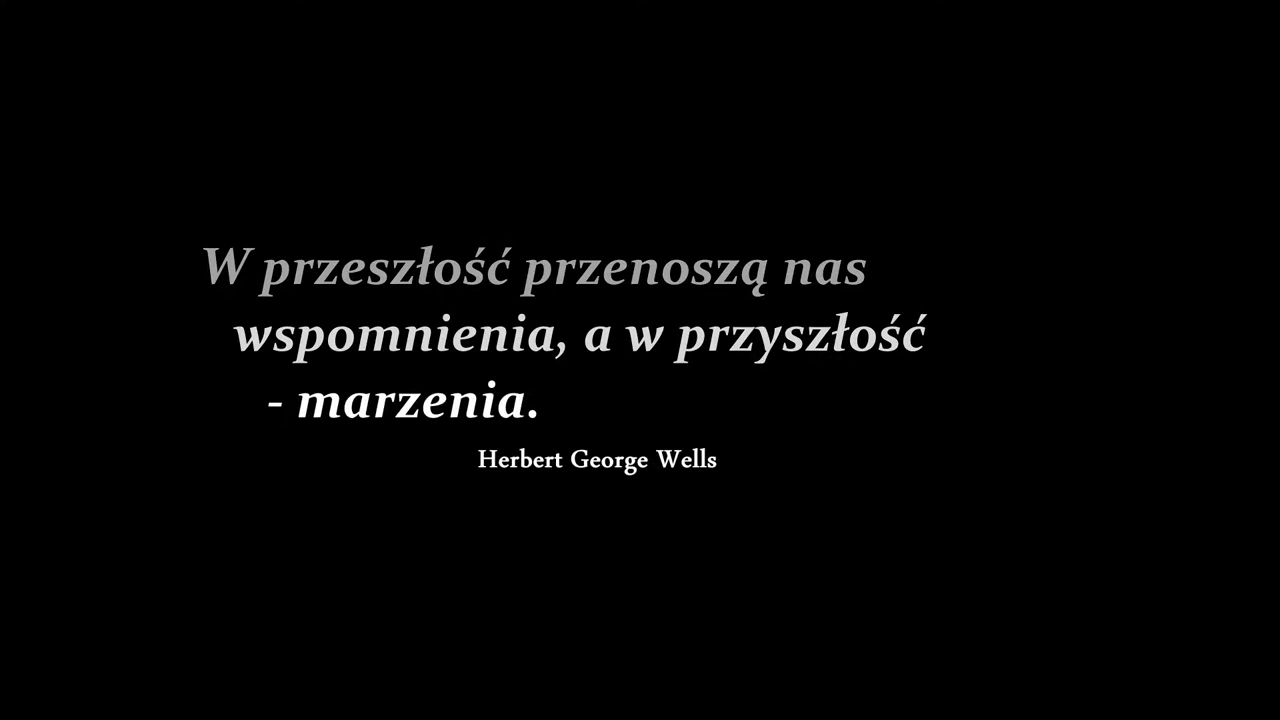 W przeszłość przenoszą nas
wspomnienia, a w przyszłość
- marzenia.
Herbert George Wells